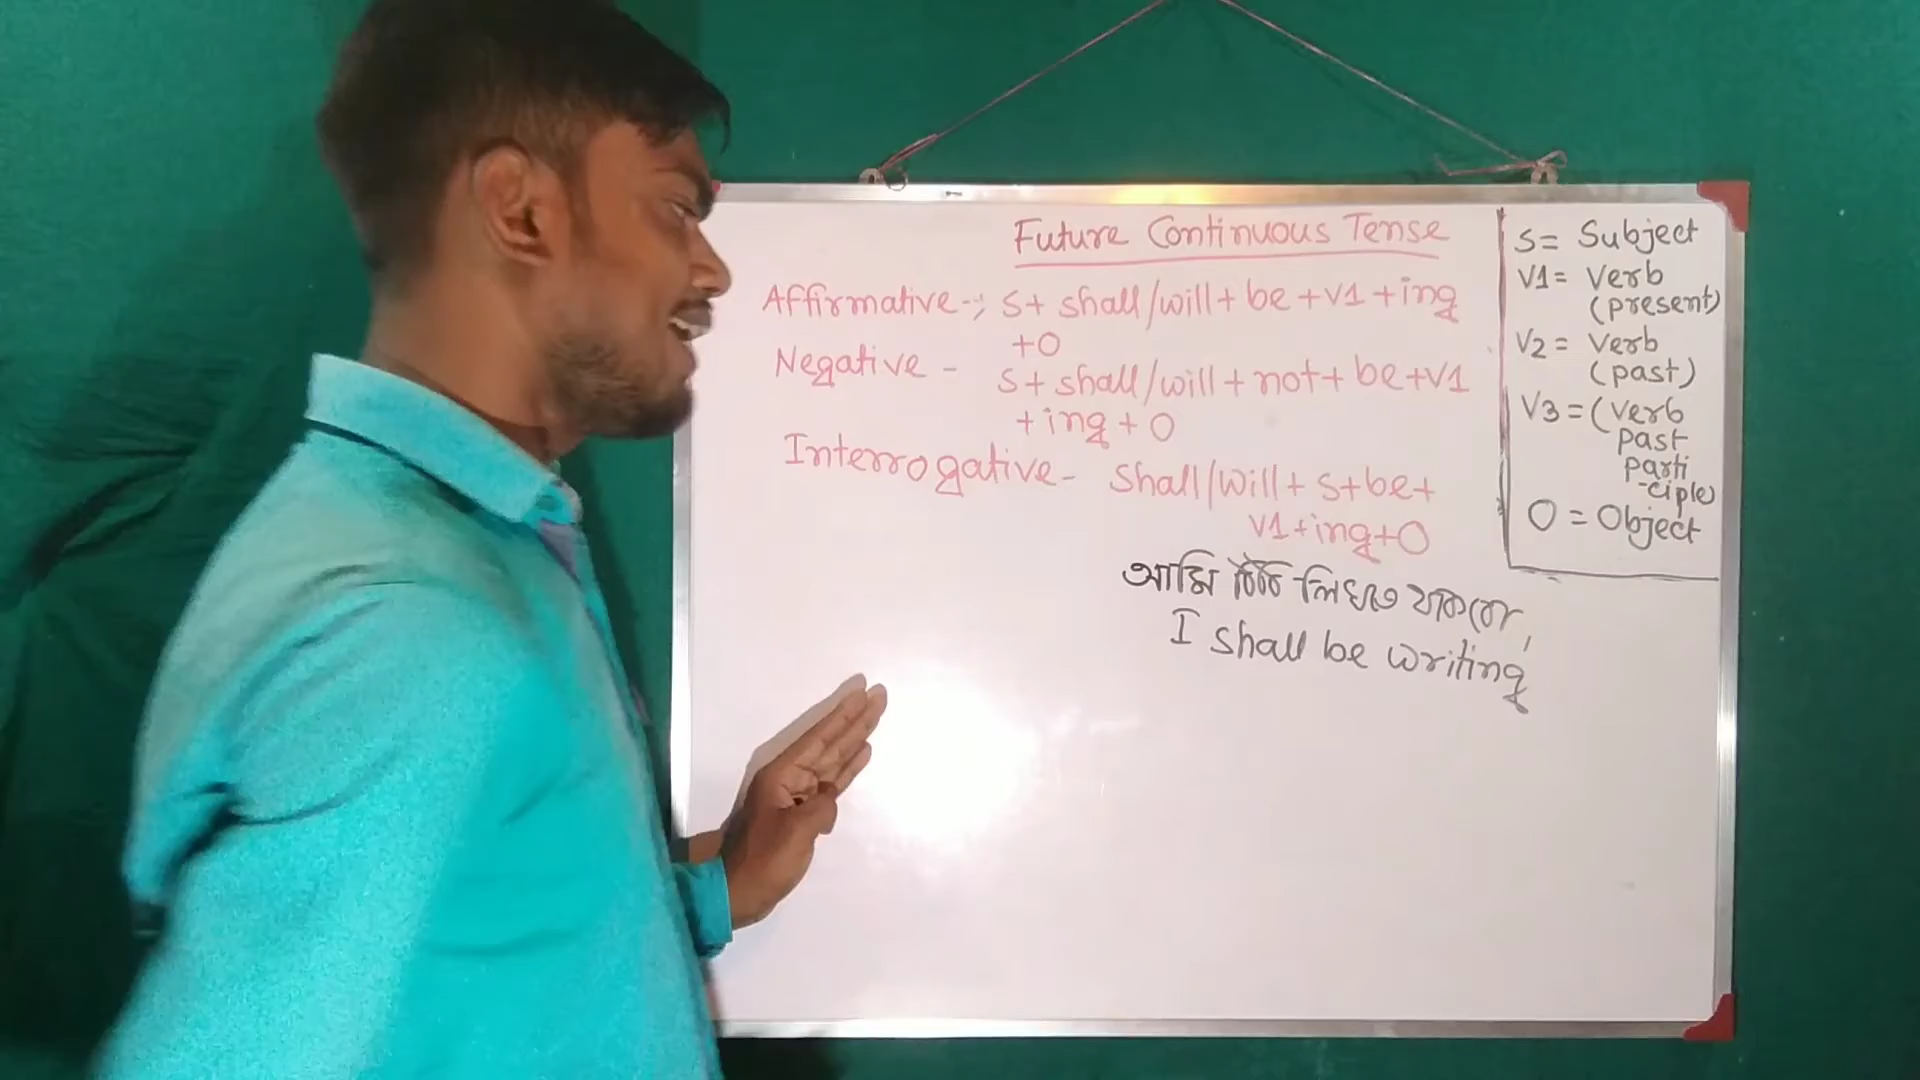 Future Continuous Tense
Affirmative-; S+ shall/will+be+V1+ing
+O
Negative -
S+shall/will+not+be+V1
+ing+O
Interrogative- Shall/will+S+be+
V1+ing+O
আমি চিঠি লিখতে থাকবো,
I shall be writing
S= Subject
V1= Verb
(present)
V2= Verb
(past)
V3=(Verb
past
parti
-ciple)
O=Object